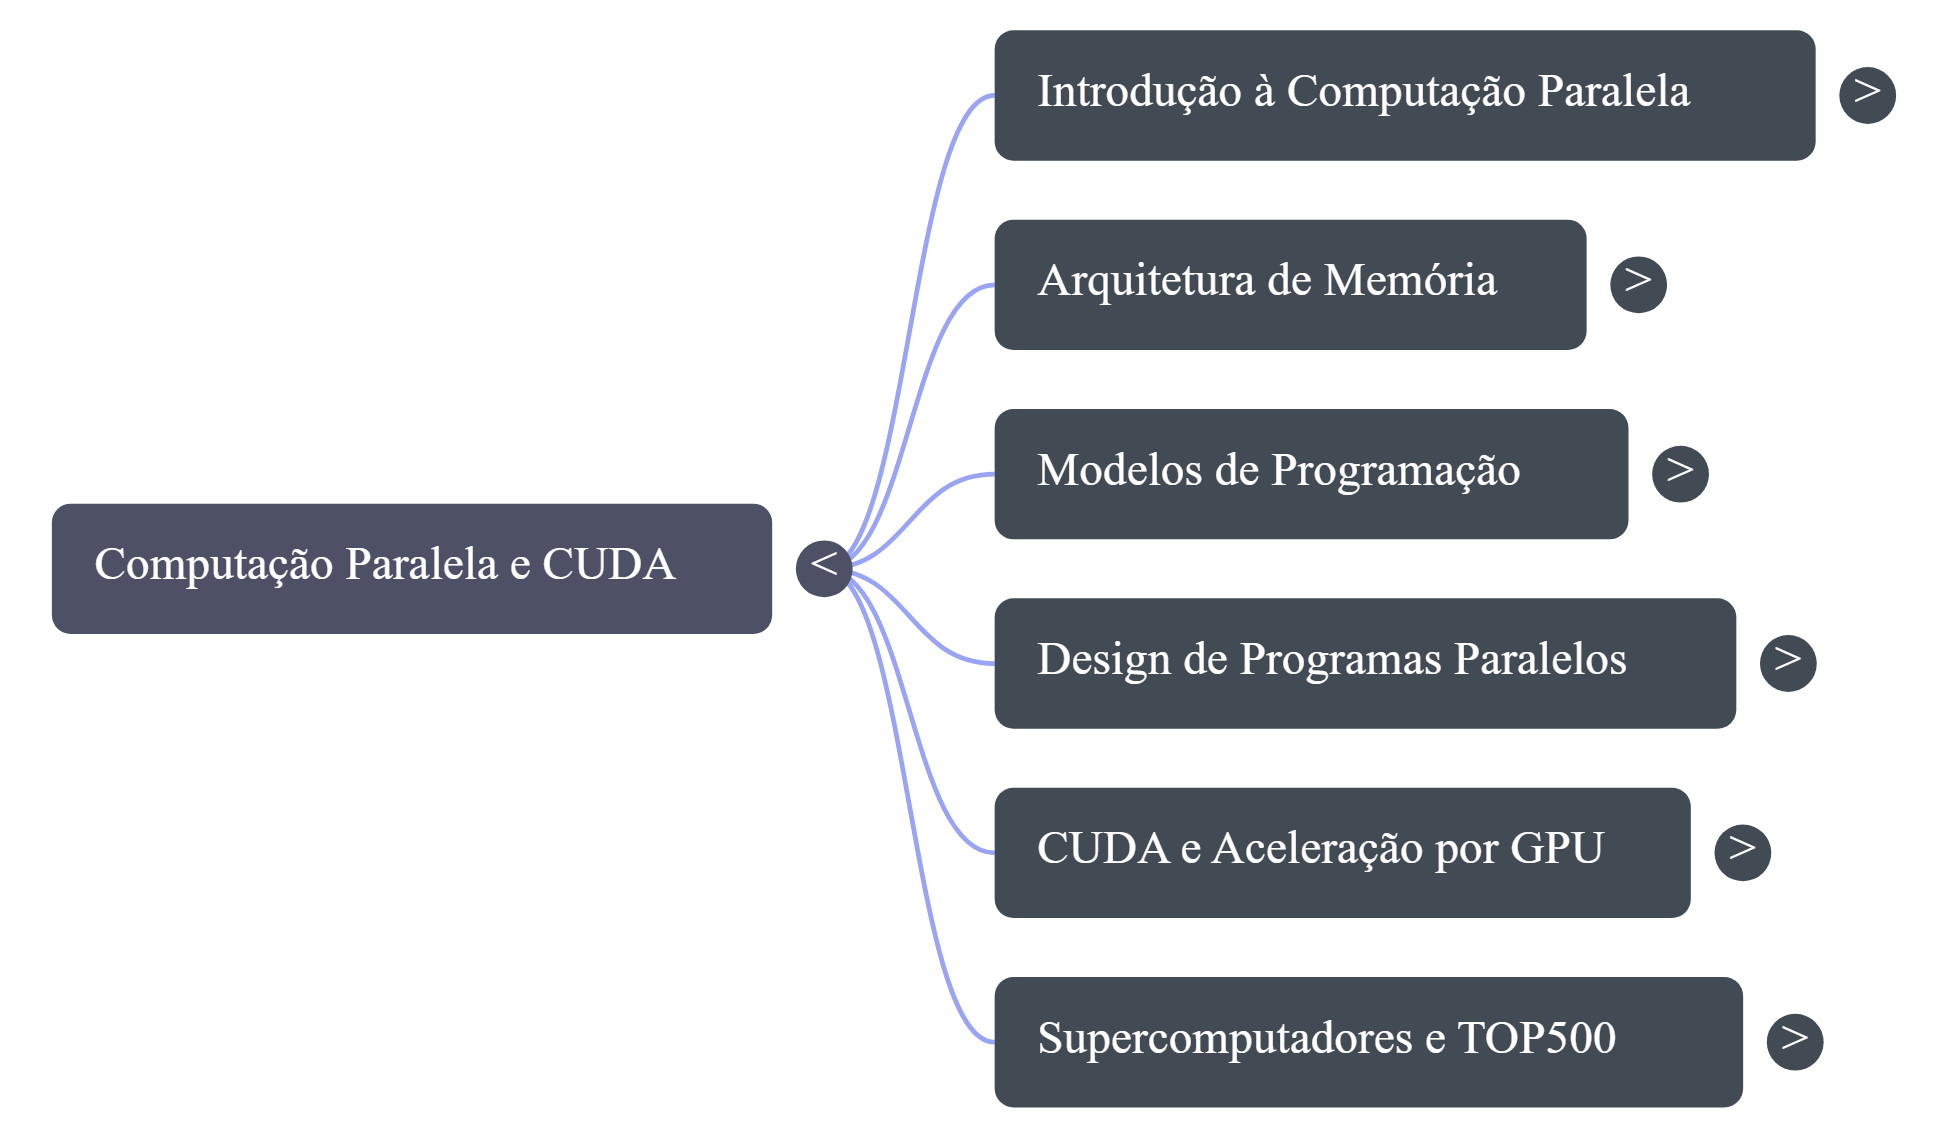 Introdução à Computação Paralela >
Arquitetura de Memória >
Modelos de Programação >
Computação Paralela e CUDA <
Design de Programas Paralelos >
CUDA e Aceleração por GPU >
Supercomputadores e TOP500 >